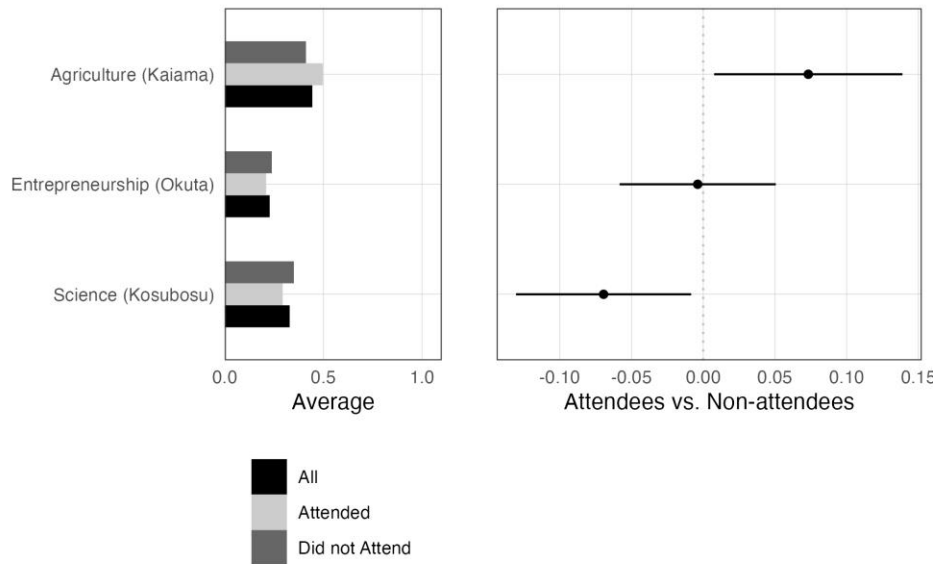 Agriculture (Kaiama)
Entrepreneurship (Okuta)
Science (Kosubosu)
0.0 0.5 1.0
Average
-0.10 -0.05 0.00 0.05 0.10 0.15
Attendees vs. Non-attendees
All
Attended
Did not Attend